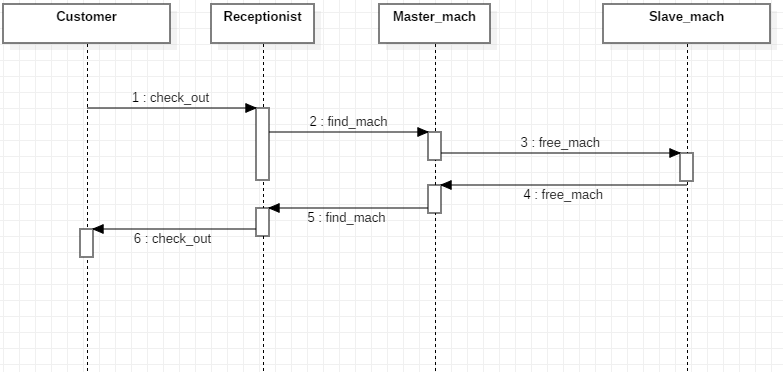 Customer
Receptionist
Master_mach
Slave_mach
1 : check_out
2 : find_mach
3 : free_mach
4 : free_mach
5 : find_mach
6 : check_out